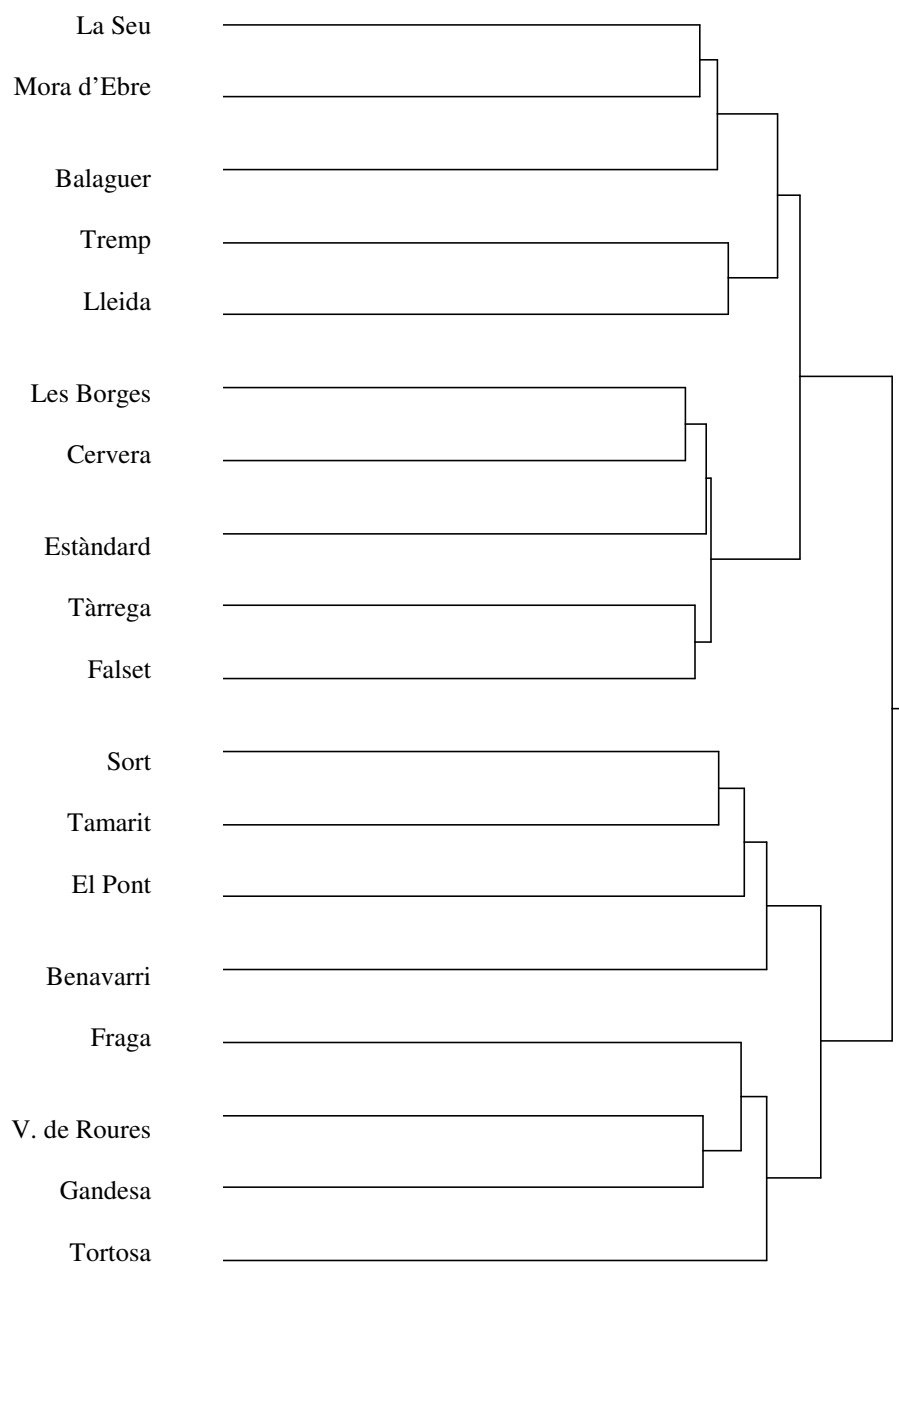 La Seu
Mora d’Ebre
Balaguer
Tremp
Lleida
Les Borges
Cervera
Estàndard
Tàrrega
Falset
Sort
Tamarit
El Pont
Benavarri
Fraga
V. de Roures
Gandesa
Tortosa